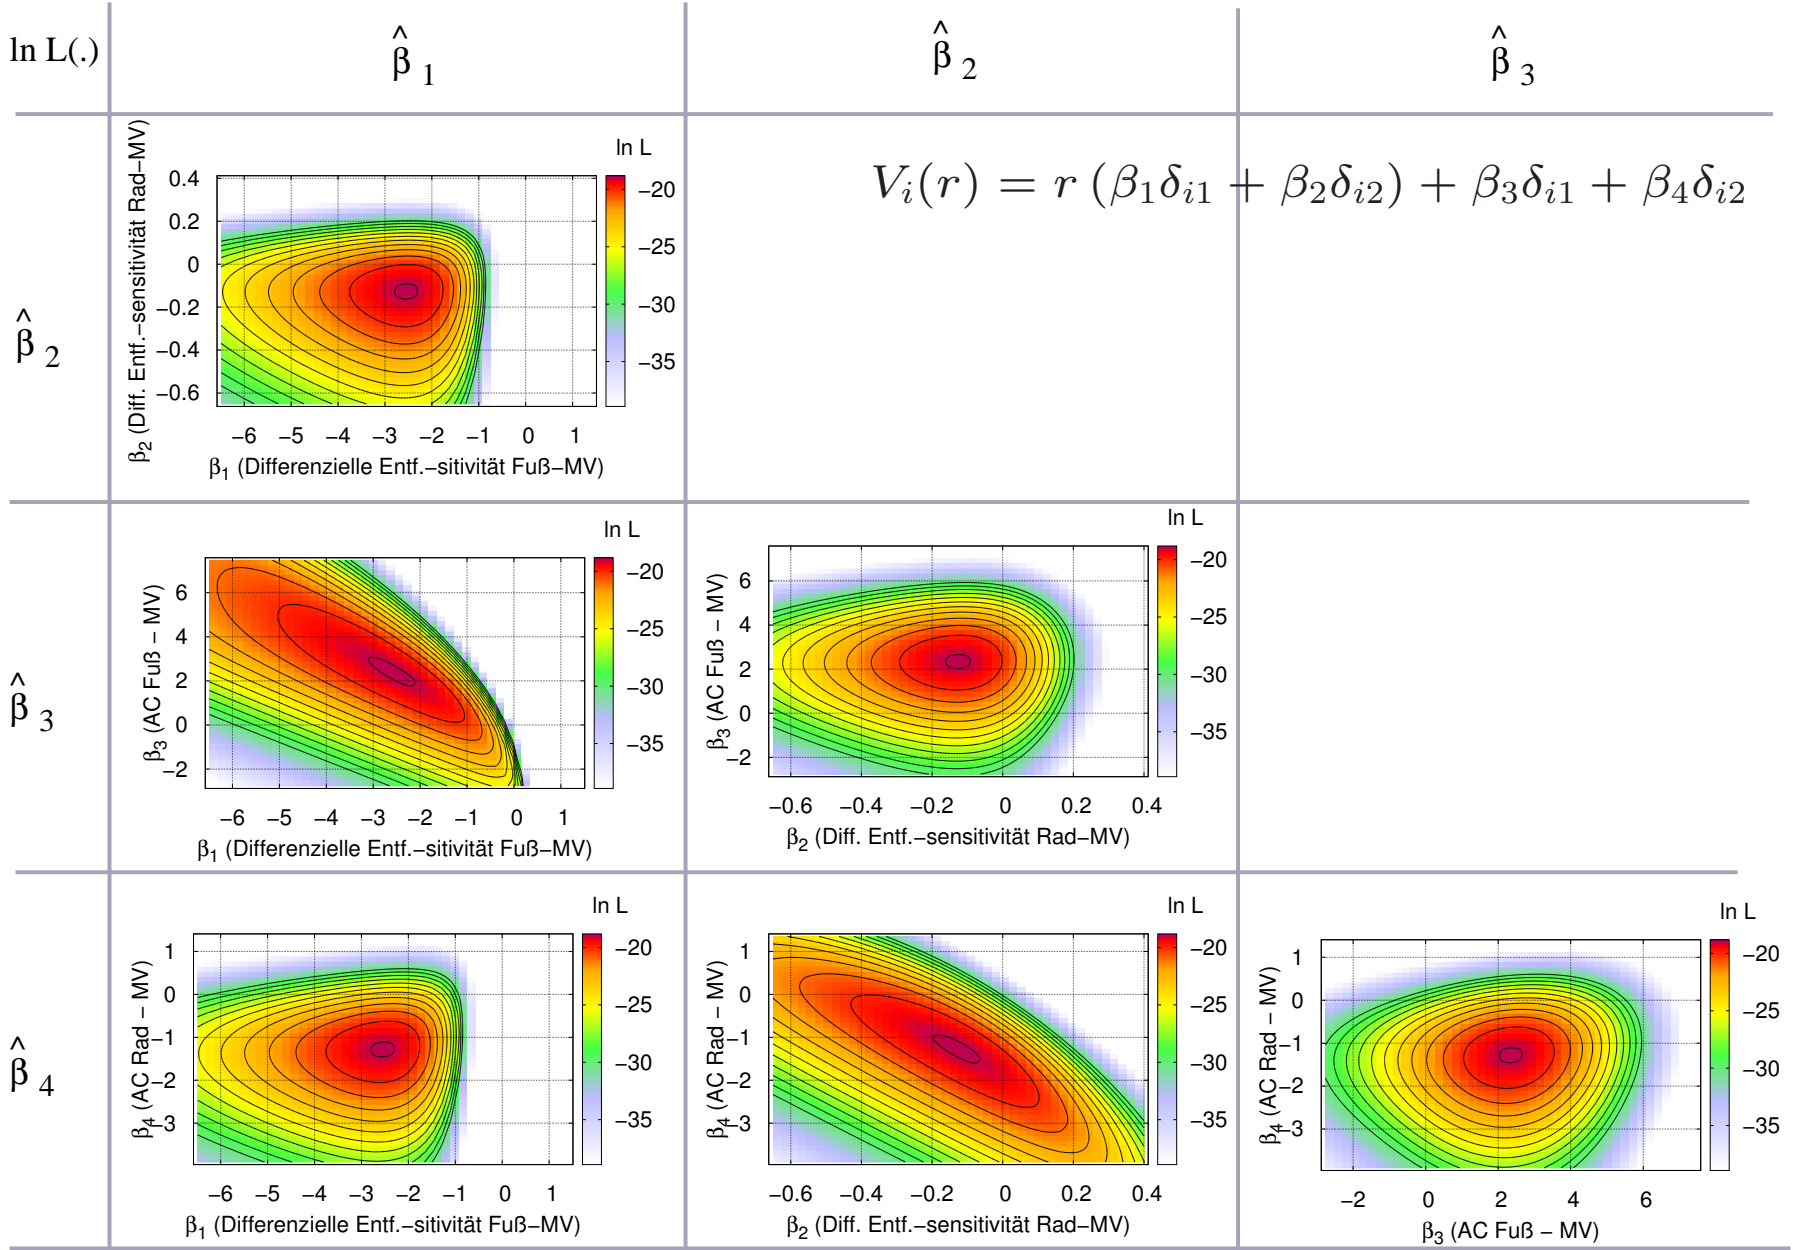 ln L(.)
β̂ 1
β̂ 2
β̂ 3
V_i(r) = r (β₁δ_{i1} + β₂δ_{i2}) + β₃δ_{i1} + β₄δ_{i2}
β̂ 2
ln L
β₂ (Diff. Entf.−sensitivität Rad−MV)
0.4
0.2
0
−0.2
−0.4
−0.6
−20
−25
−30
−35
−6 −5 −4 −3 −2 −1 0 1
β₁ (Differenzielle Entf.−sitivität Fuß−MV)
β̂ 3
ln L
β₃ (AC Fuß − MV)
6
4
2
0
−2
−20
−25
−30
−35
−6 −5 −4 −3 −2 −1 0 1
β₁ (Differenzielle Entf.−sitivität Fuß−MV)
ln L
β₃ (AC Fuß − MV)
6
4
2
0
−2
−20
−25
−30
−35
−0.6 −0.4 −0.2 0 0.2 0.4
β₂ (Diff. Entf.−sensitivität Rad−MV)
β̂ 4
ln L
β₄ (AC Rad − MV)
1
0
−1
−2
−3
−20
−25
−30
−35
−6 −5 −4 −3 −2 −1 0 1
β₁ (Differenzielle Entf.−sitivität Fuß−MV)
ln L
β₄ (AC Rad − MV)
1
0
−1
−2
−3
−20
−25
−30
−35
−0.6 −0.4 −0.2 0 0.2 0.4
β₂ (Diff. Entf.−sensitivität Rad−MV)
ln L
β₄ (AC Rad − MV)
1
0
−1
−2
−3
−20
−25
−30
−35
−2 0 2 4 6
β₃ (AC Fuß − MV)